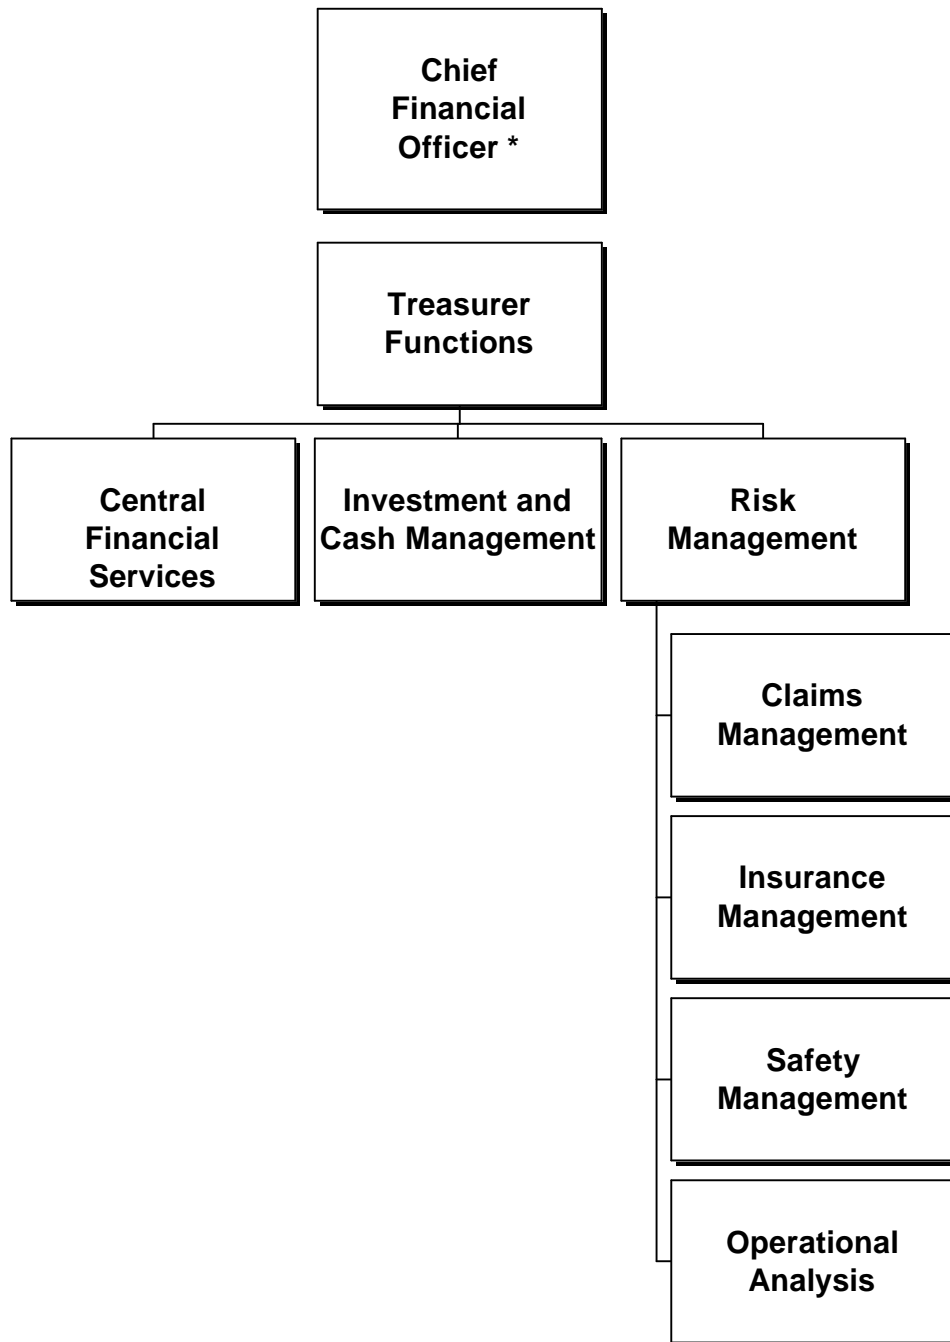 Chief
Financial
Officer *
Treasurer
Functions
Central
Financial
Services
Investment and
Cash Management
Risk
Management
Claims
Management
Insurance
Management
Safety
Management
Operational
Analysis